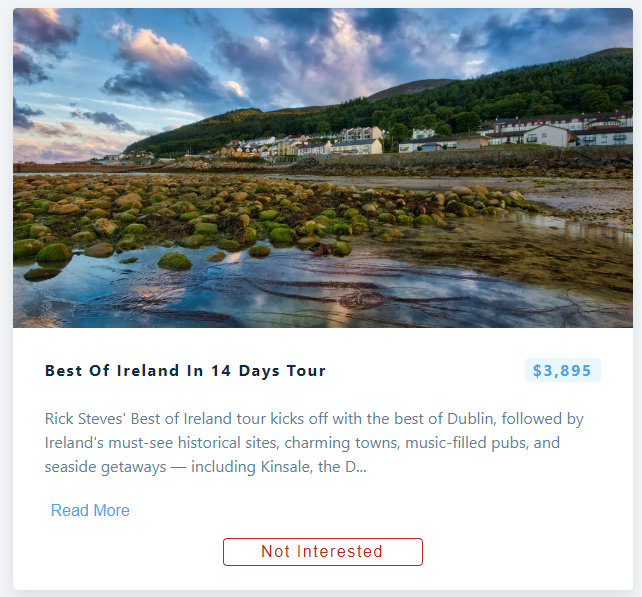 Best Of Ireland In 14 Days Tour
$3,895
Rick Steves' Best of Ireland tour kicks off with the best of Dublin, followed by
Ireland's must-see historical sites, charming towns, music-filled pubs, and
seaside getaways — including Kinsale, the D...
Read More
Not Interested